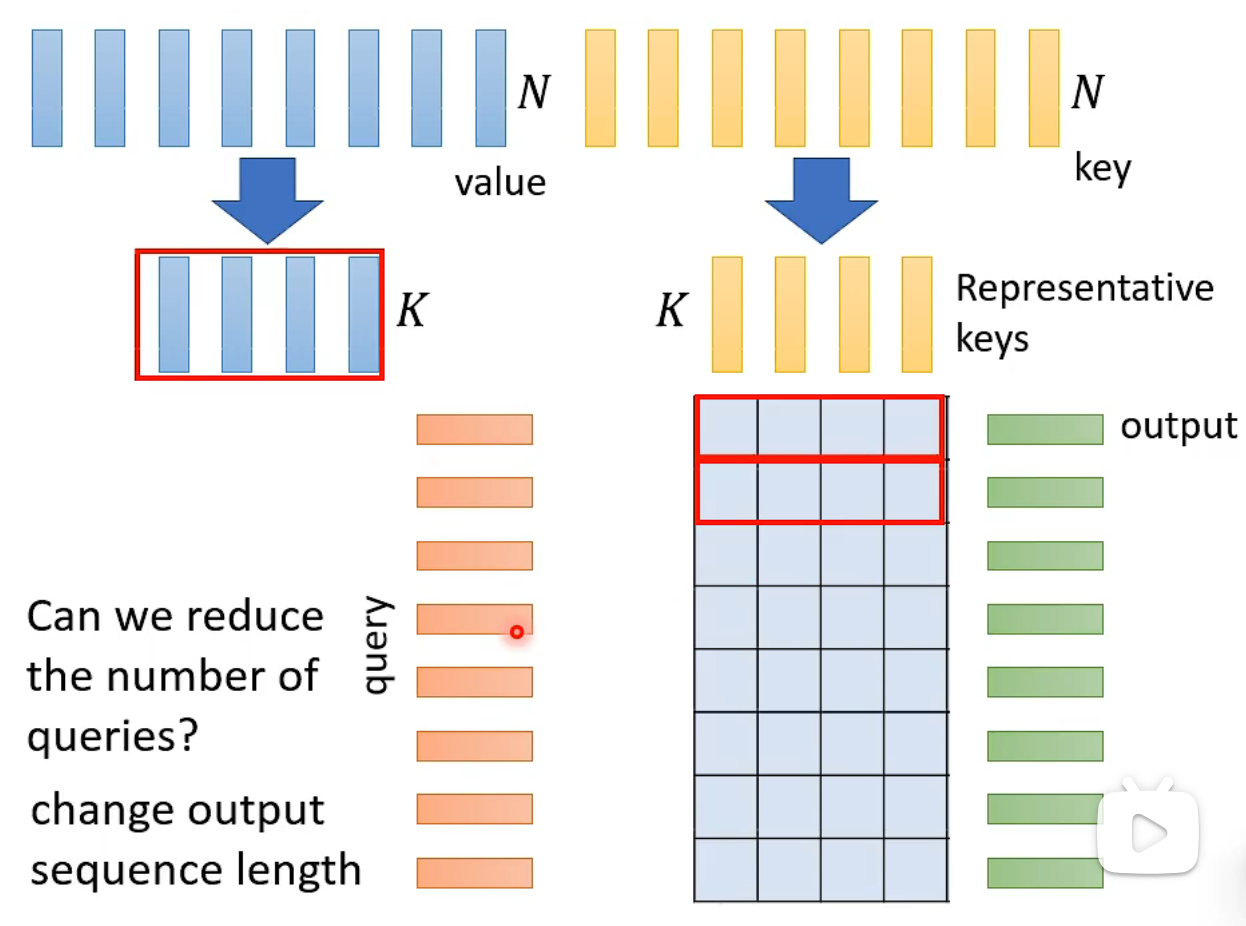 N
N
value
key
K
K
Representative
keys
output
query
Can we reduce
the number of
queries?
change output
sequence length